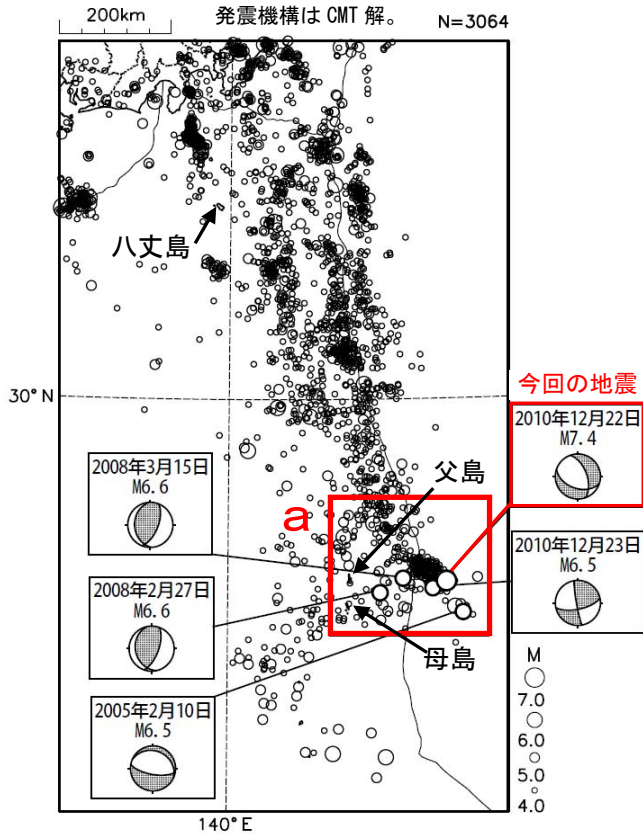 200km
発震機構は CMT 解。
N=3064
八丈島
30°N
今回の地震
2010年12月22日
M7.4
2008年3月15日
M6.6
父島
a
2010年12月23日
M6.5
2008年2月27日
M6.6
母島
2005年2月10日
M6.5
M
7.0
6.0
5.0
4.0
140°E